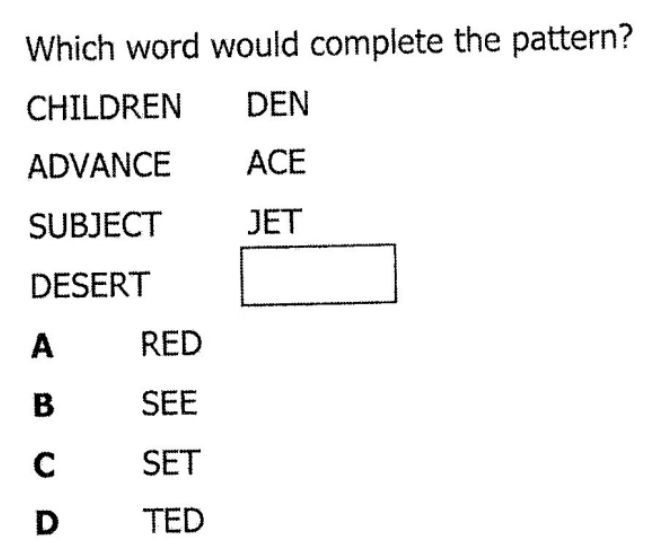 Which word would complete the pattern?
CHILDREN DEN
ADVANCE ACE
SUBJECT JET
DESERT
A RED
B SEE
C SET
D TED